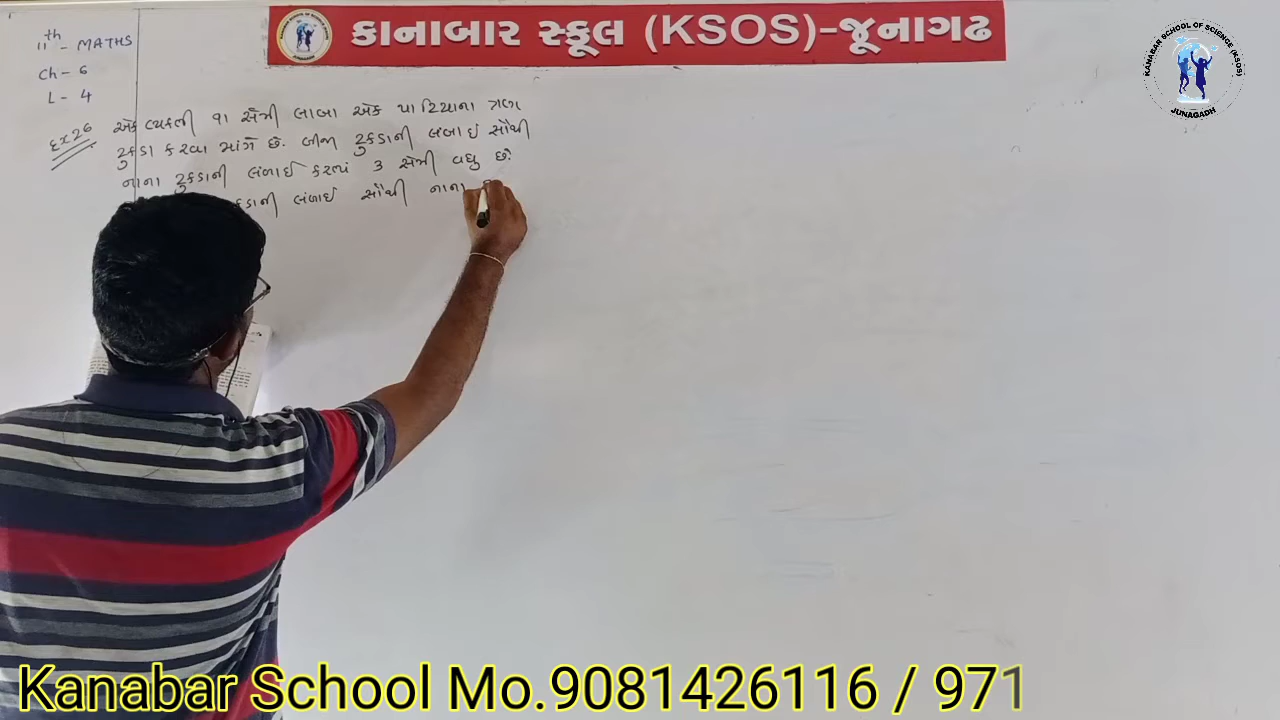 કાનાબાર સ્કૂલ (KSOS)-જૂનાગઢ
KANABAR SCHOOL OF SCIENCE (KSOS)
JUNAGADH
11th - MATHS
Ch - 6
L - 4
Ex 26
એક વ્યક્તિ 91 સેમી લાંબા એક પાટિયાના ત્રણ
ટુકડા કરવા માંગે છે. બીજા ટુકડાની લંબાઇ સૌથી
નાના ટુકડાની લંબાઈ કરતાં 3 સેમી વધુ છે.
કડાની લંબાઈ સૌથી નાના
Kanabar School Mo.9081426116 / 971